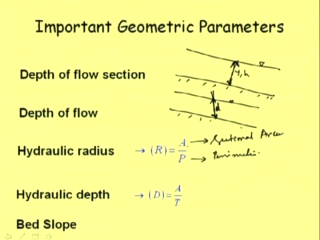 Important Geometric Parameters
Depth of flow section
y, h
Depth of flow
d
Hydraulic radius → (R) = A/P → Sectional Area
→ Perimeter
Hydraulic depth → (D) = A/T
Bed Slope